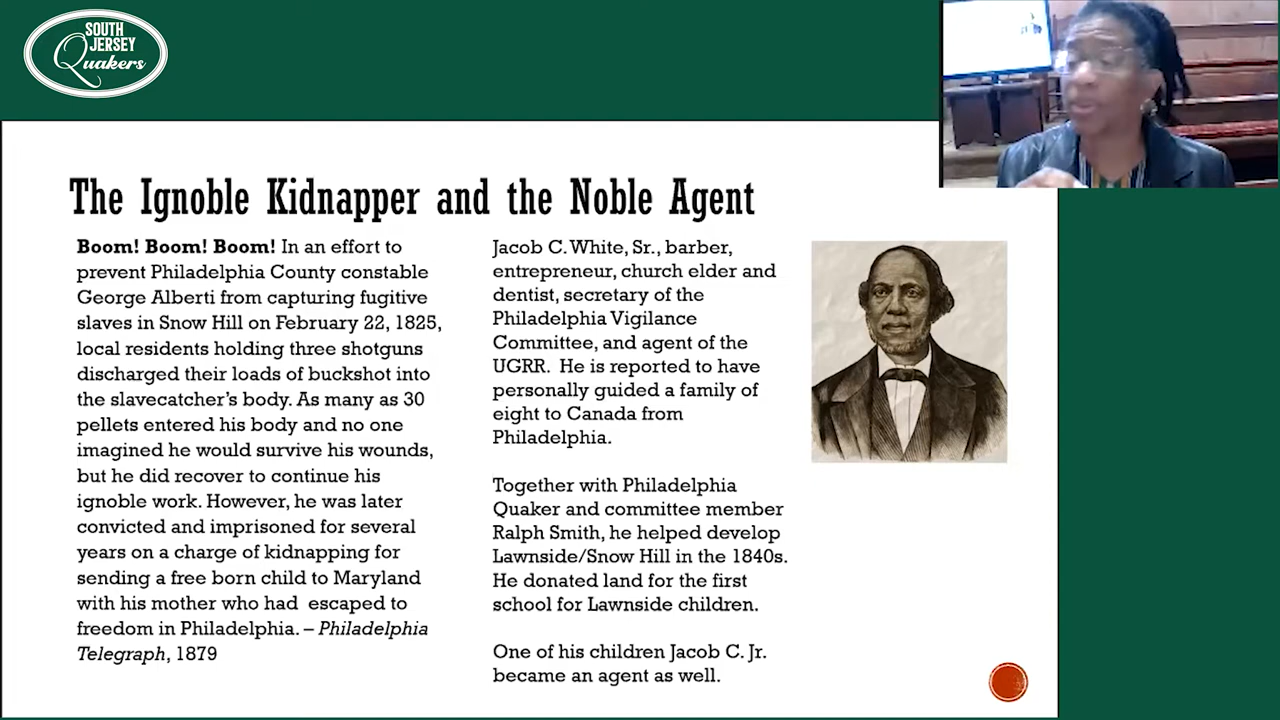 SOUTH
JERSEY
Quakers
The Ignoble Kidnapper and the Noble Agent
Boom! Boom! Boom! In an effort to
prevent Philadelphia County constable
George Alberti from capturing fugitive
slaves in Snow Hill on February 22, 1825,
local residents holding three shotguns
discharged their loads of buckshot into
the slavecatcher's body. As many as 30
pellets entered his body and no one
imagined he would survive his wounds,
but he did recover to continue his
ignoble work. However, he was later
convicted and imprisoned for several
years on a charge of kidnapping for
sending a free born child to Maryland
with his mother who had escaped to
freedom in Philadelphia. – Philadelphia
Telegraph, 1879
Jacob C. White, Sr., barber,
entrepreneur, church elder and
dentist, secretary of the
Philadelphia Vigilance
Committee, and agent of the
UGRR. He is reported to have
personally guided a family of
eight to Canada from
Philadelphia.
Together with Philadelphia
Quaker and committee member
Ralph Smith, he helped develop
Lawnside/Snow Hill in the 1840s.
He donated land for the first
school for Lawnside children.
One of his children Jacob C. Jr.
became an agent as well.